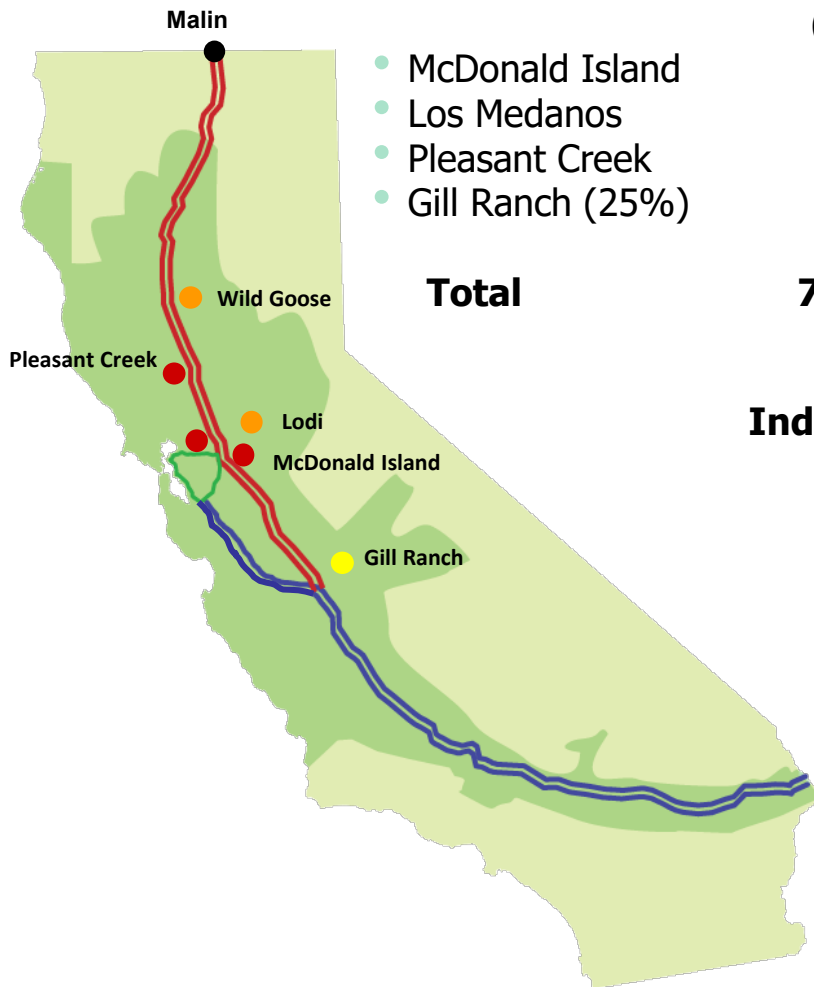 Malin
(
McDonald Island
Los Medanos
Pleasant Creek
Gill Ranch (25%)
Total 7
Wild Goose
Pleasant Creek
Ind
Lodi
McDonald Island
Gill Ranch